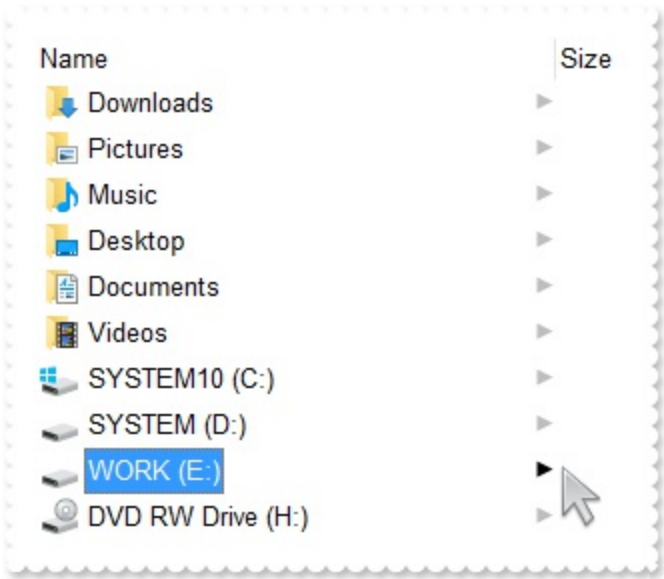 Name Size
Downloads
Pictures
Music
Desktop
Documents
Videos
SYSTEM10 (C:)
SYSTEM (D:)
WORK (E:)
DVD RW Drive (H:)